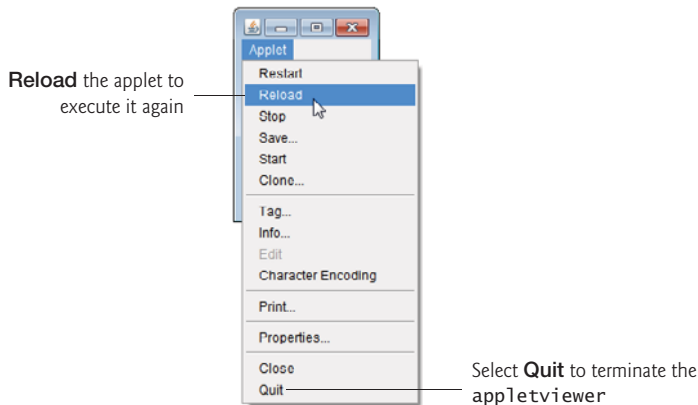 Applet
Reload the applet to
execute it again
Restart
Reload
Stop
Save...
Start
Clone...
Tag...
Info...
Edit
Character Encoding
Print...
Properties...
Close
Quit
Select Quit to terminate the
appletviewer